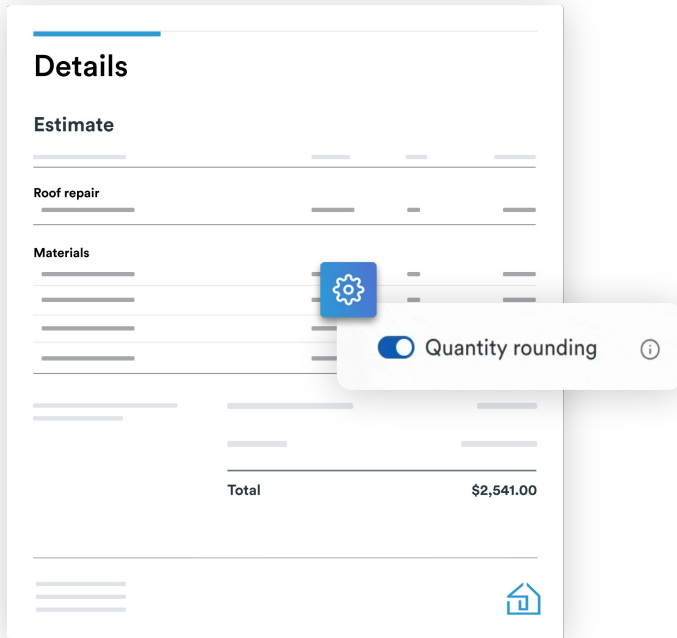 Details
Estimate
Roof repair
Materials
Quantity rounding
Total $2,541.00